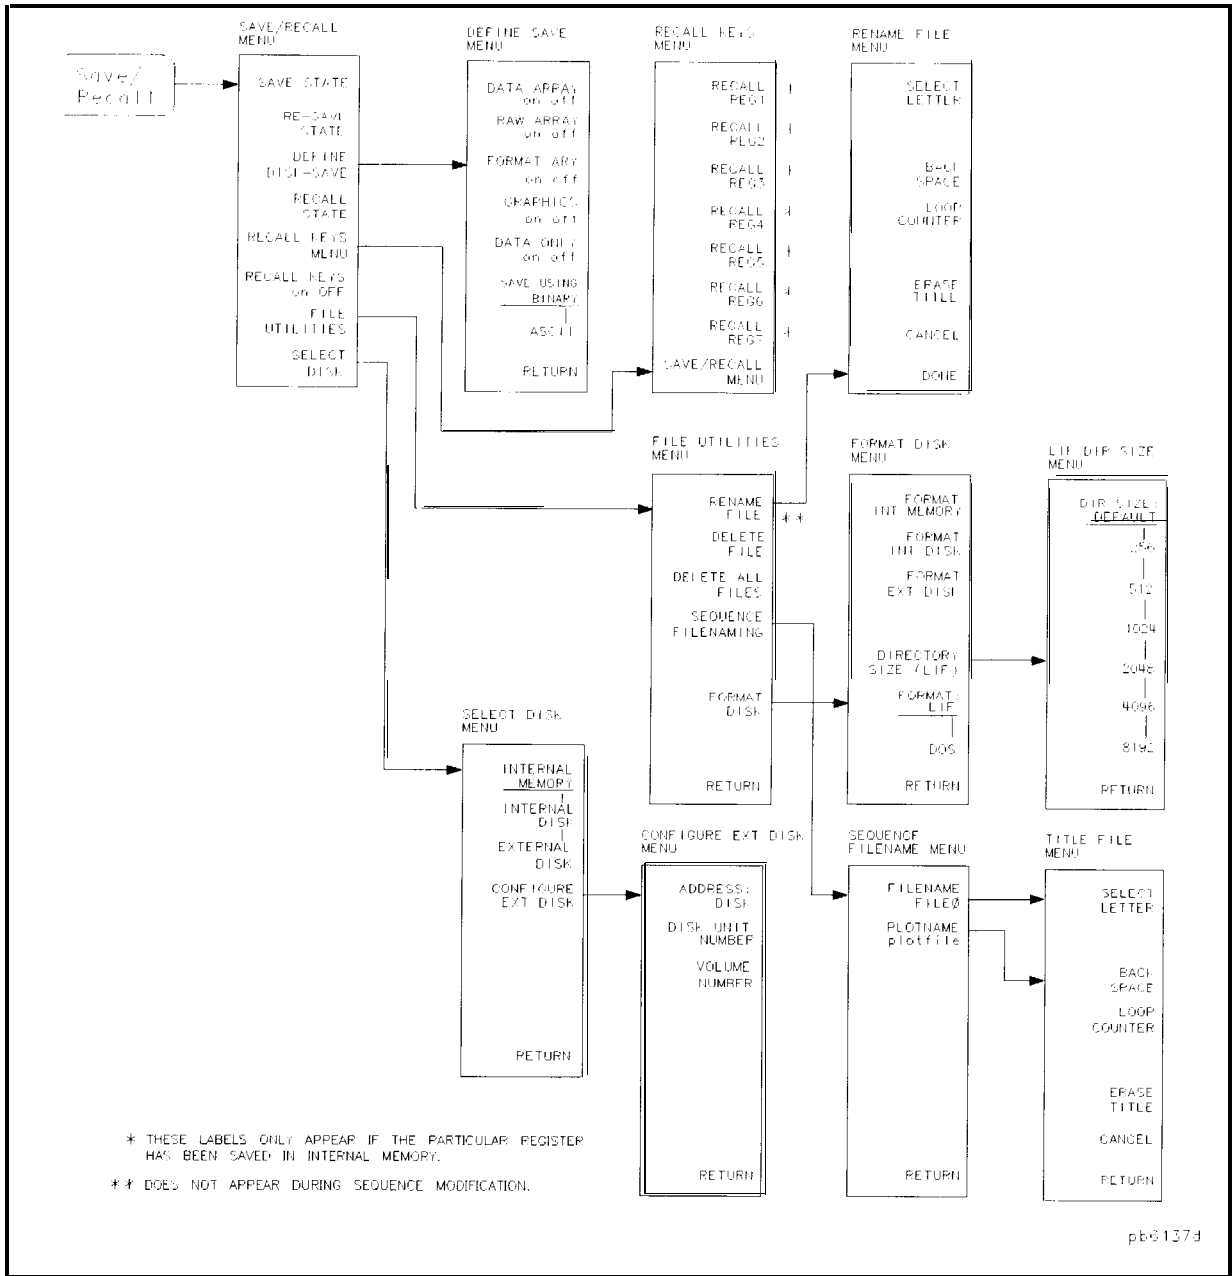 Save/
Recall
SAVE/RECALL
MENU
SAVE STATE
RE-SAVE
STATE
DEFINE
DISK-SAVE
RECALL
STATE
RECALL KEYS
MENU
RECALL KEYS
on OFF
FILE
UTILITIES
SELECT
DISK
DEFINE SAVE
MENU
DATA ARRAY
on off
RAW ARRAY
on off
FORMAT ARY
on off
GRAPHICS
on off
DATA ONLY
on off
SAVE USING
BINARY
ASCII
RETURN
RECALL KEYS
MENU
RECALL
REG1 *
RECALL
REG2 *
RECALL
REG3 *
RECALL
REG4 *
RECALL
REG5 *
RECALL
REG6 *
RECALL
REG7 *
SAVE/RECALL
MENU
RENAME FILE
MENU
SELECT
LETTER
BACK
SPACE
LOOP
COUNTER
ERASE
TITLE
CANCEL
DONE
FILE UTILITIES
MENU
RENAME
FILE **
DELETE
FILE
DELETE ALL
FILES
SEQUENCE
FILENAMING
FORMAT
DISK
RETURN
FORMAT DISK
MENU
FORMAT
INT MEMORY
FORMAT
INT DISK
FORMAT
EXT DISK
DIRECTORY
SIZE (LIF)
FORMAT:
LIF
DOS
RETURN
LIF DIR SIZE
MENU
DIR SIZE:
DEFAULT
256
512
1024
2048
4096
8192
RETURN
SELECT DISK
MENU
INTERNAL
MEMORY
INTERNAL
DISK
EXTERNAL
DISK
CONFIGURE
EXT DISK
RETURN
CONFIGURE EXT DISK
MENU
ADDRESS:
DISK
DISK UNIT
NUMBER
VOLUME
NUMBER
RETURN
SEQUENCE
FILENAME MENU
FILENAME
FILE0
PLOTNAME
plotfile
RETURN
TITLE FILE
MENU
SELECT
LETTER
BACK
SPACE
LOOP
COUNTER
ERASE
TITLE
CANCEL
RETURN
* THESE LABELS ONLY APPEAR IF THE PARTICULAR REGISTER
HAS BEEN SAVED IN INTERNAL MEMORY.
** DOES NOT APPEAR DURING SEQUENCE MODIFICATION.
pb6137d